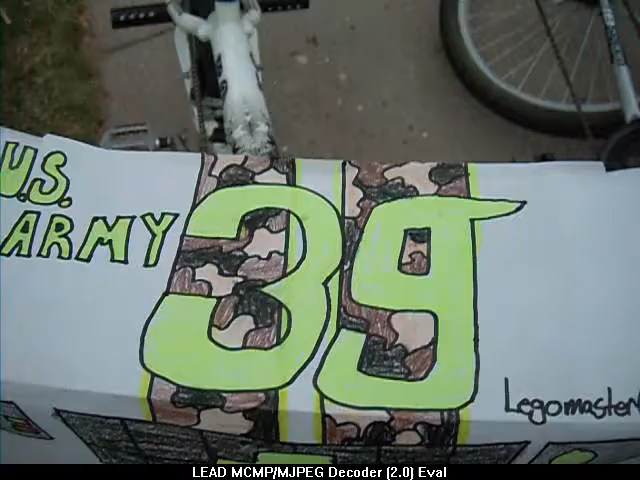 U.S.
ARMY
39
Legomaster
LEAD MCMP/MJPEG Decoder (2.0) Eval